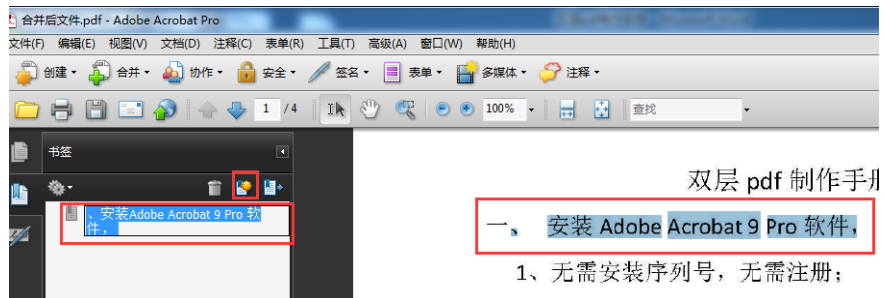 合并后文件.pdf - Adobe Acrobat Pro
文件(F) 编辑(E) 视图(V) 文档(D) 注释(C) 表单(R) 工具(T) 高级(A) 窗口(W) 帮助(H)
创建 合并 协作 安全 签名 表单 多媒体 注释
1 /4 100% 查找
书签
、安装Adobe Acrobat 9 Pro 软
件，
双层 pdf 制作手册
一、 安装 Adobe Acrobat 9 Pro 软件，
1、无需安装序列号，无需注册；